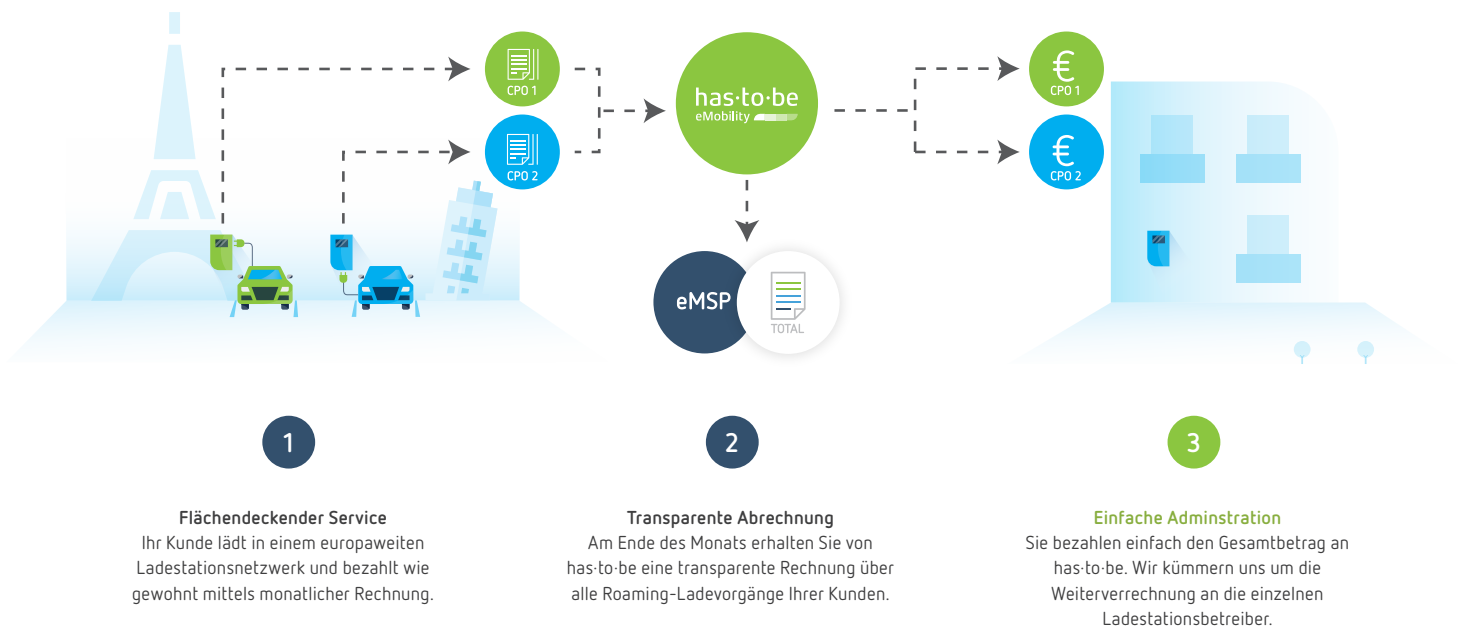 CPO 1
CPO 2
has·to·be
eMobility
€
CPO 1
€
CPO 2
eMSP
TOTAL
1
Flächendeckender Service
Ihr Kunde lädt in einem europaweiten
Ladestationsnetzwerk und bezahlt wie
gewohnt mittels monatlicher Rechnung.
2
Transparente Abrechnung
Am Ende des Monats erhalten Sie von
has·to·be eine transparente Rechnung über
alle Roaming-Ladevorgänge Ihrer Kunden.
3
Einfache Adminstration
Sie bezahlen einfach den Gesamtbetrag an
has·to·be. Wir kümmern uns um die
Weiterverrechnung an die einzelnen
Ladestationsbetreiber.